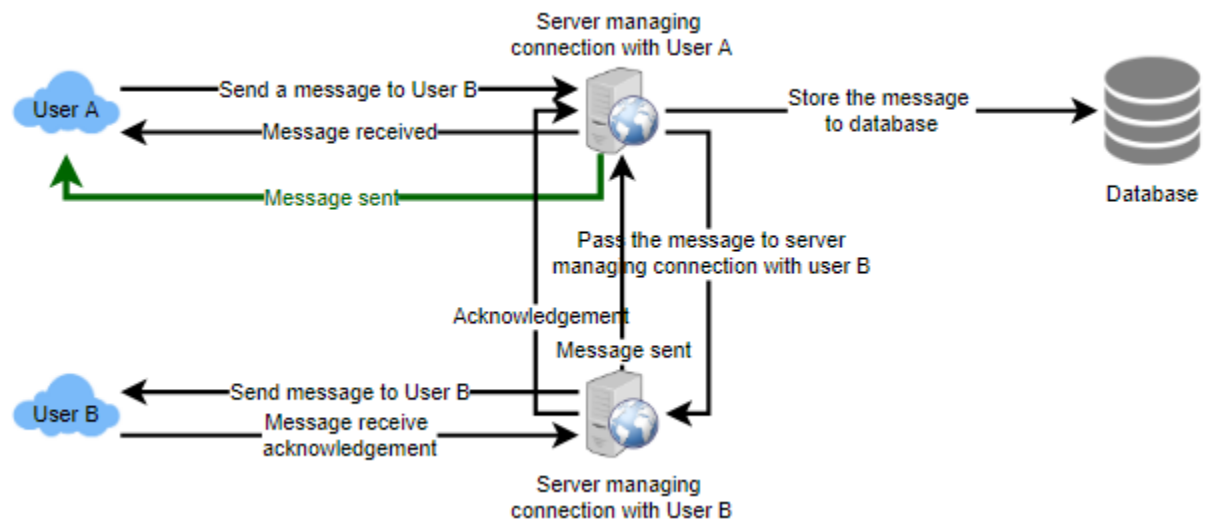 Server managing
connection with User A
User A
Send a message to User B
Message received
Store the message
to database
Message sent
Database
Pass the message to server
managing connection with user B
Acknowledgement
Message sent
User B
Send message to User B
Message receive
acknowledgement
Server managing
connection with User B